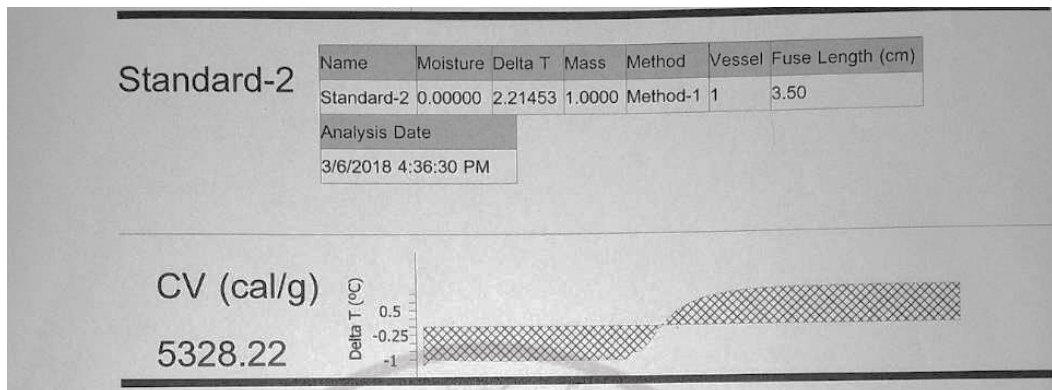 Standard-2
Name Moisture Delta T Mass Method Vessel Fuse Length (cm)
Standard-2 0.00000 2.21453 1.0000 Method-1 1 3.50
Analysis Date
3/6/2018 4:36:30 PM
CV (cal/g)
5328.22
Delta T (ºC)
0.5
-0.25
-1